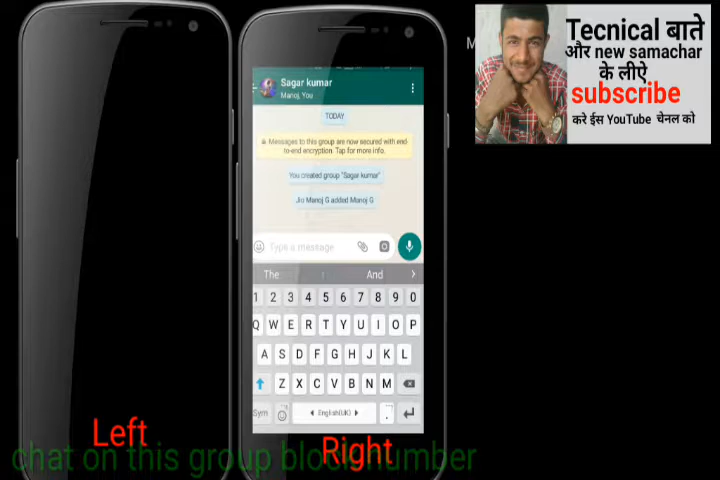 Tecnical बाते
और new samachar
के लीऐ
subscribe
करे ईस YouTube चेनल को
M
Sagar kumar
Manoj, You
TODAY
Messages to this group are now secured with end-
to-end encryption. Tap for more info.
You created group "Sagar kumar"
Jio Manoj G added Manoj G
Type a message
The
And
1 2 3 4 5 6 7 8 9 0
Q W E R T Y U I O P
A S D F G H J K L
Z X C V B N M
Sym
English(UK)
Left
Right
chat on this group block number